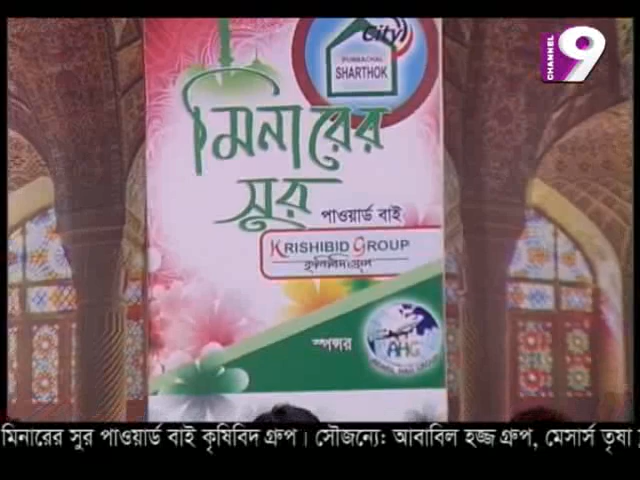 CHANNEL 9
City
PURBACHAL
SHARTHOK
মিনারের
সুর
পাওয়ার্ড বাই
KRISHIBID GROUP
কৃষিবিদ গ্রুপ
স্পন্সর
AHG
মিনারের সুর পাওয়ার্ড বাই কৃষিবিদ গ্রুপ। সৌজন্যে: আবাবিল হজ্জ গ্রুপ, মেসার্স তৃষা